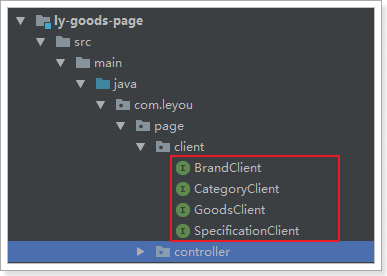 ly-goods-page
src
main
java
com.leyou
page
client
BrandClient
CategoryClient
GoodsClient
SpecificationClient
controller